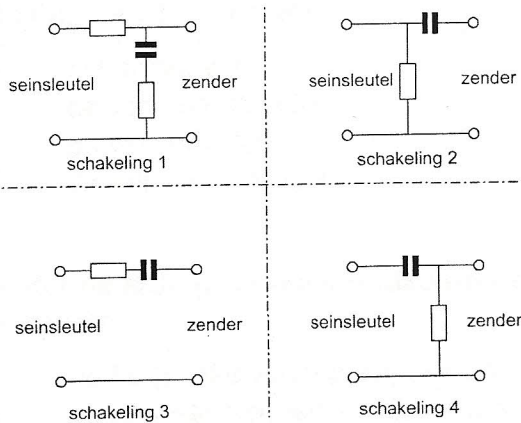 seinsleutel zender
schakeling 1
seinsleutel zender
schakeling 2
seinsleutel zender
schakeling 3
seinsleutel zender
schakeling 4